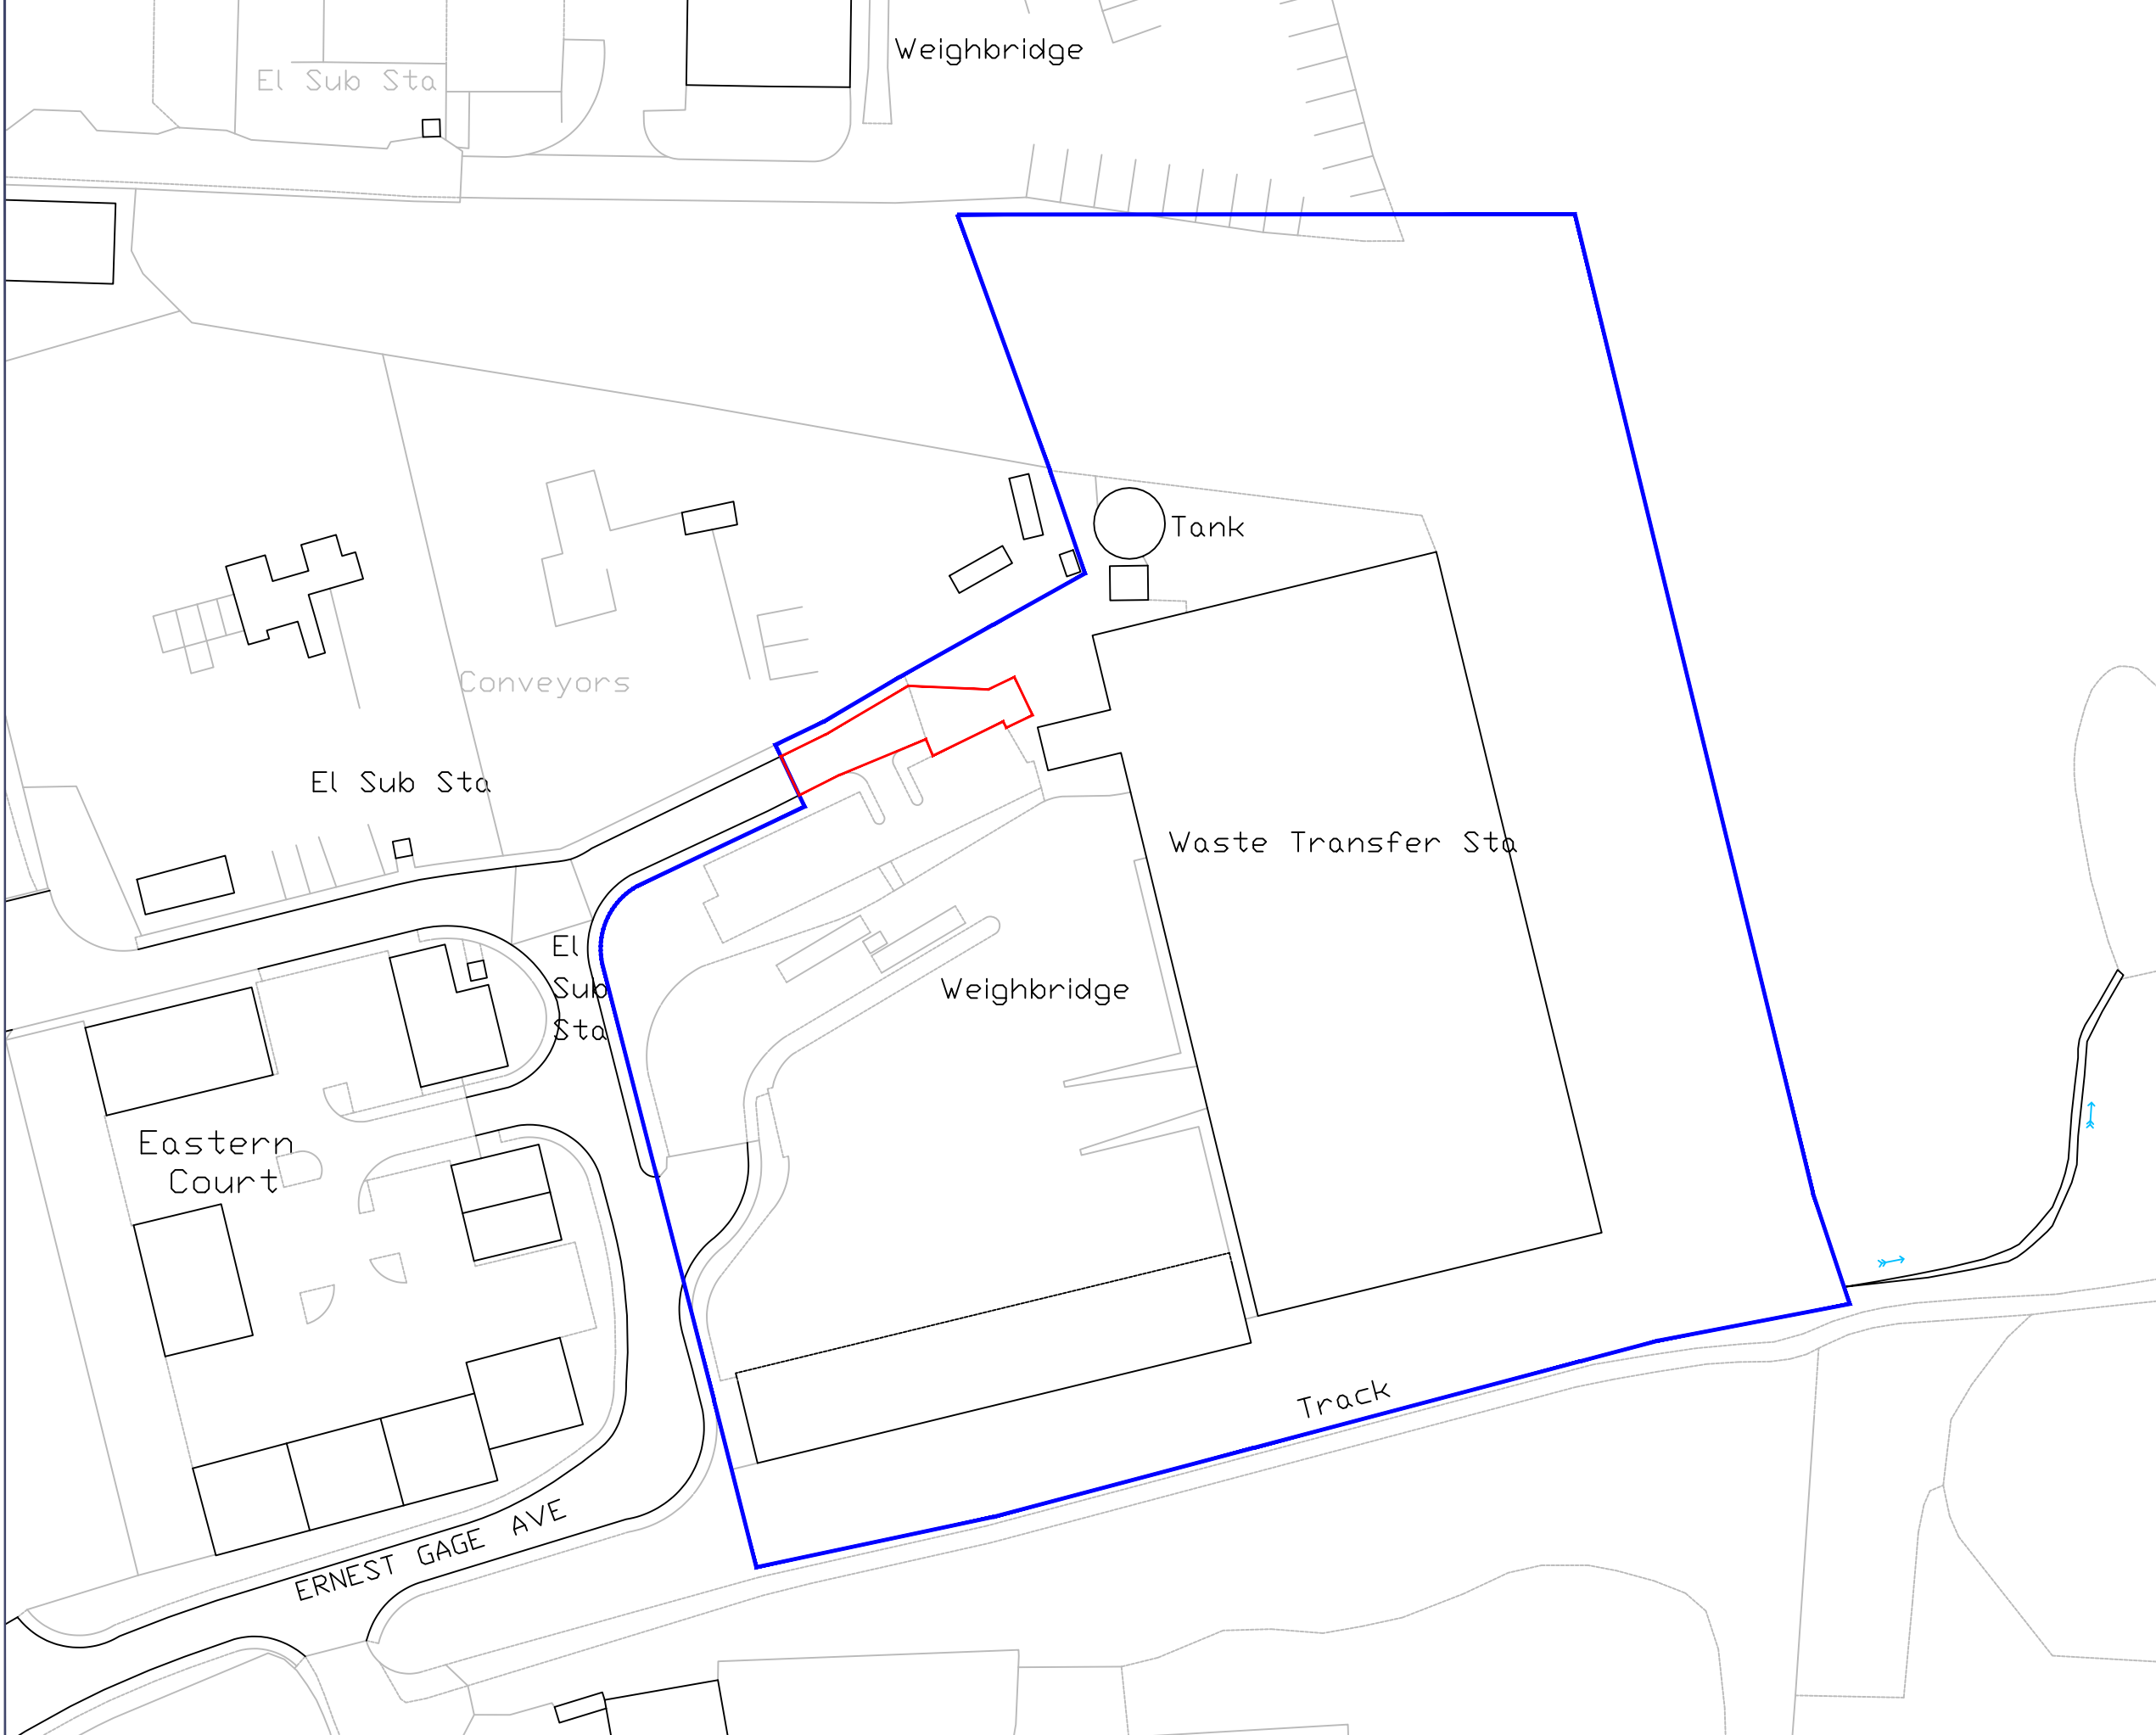 Weighbridge
El Sub Sta
Tank
Conveyors
El Sub Sta
Waste Transfer Sta
El
Sub
Sta
Weighbridge
Eastern
Court
Track
ERNEST GAGE AVE